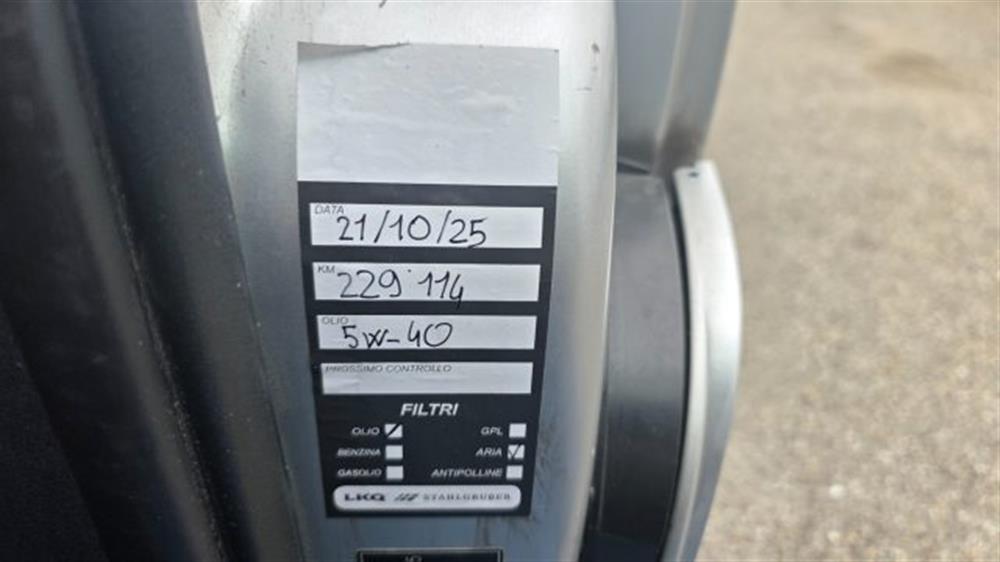 DATA 21/10/25
KM 229'114
OLIO 5W-40
PROSSIMO CONTROLLO
FILTRI
OLIO GPL
BENZINA ARIA
GASOLIO ANTIPOLLINE
LKQ STAHLGRUBER